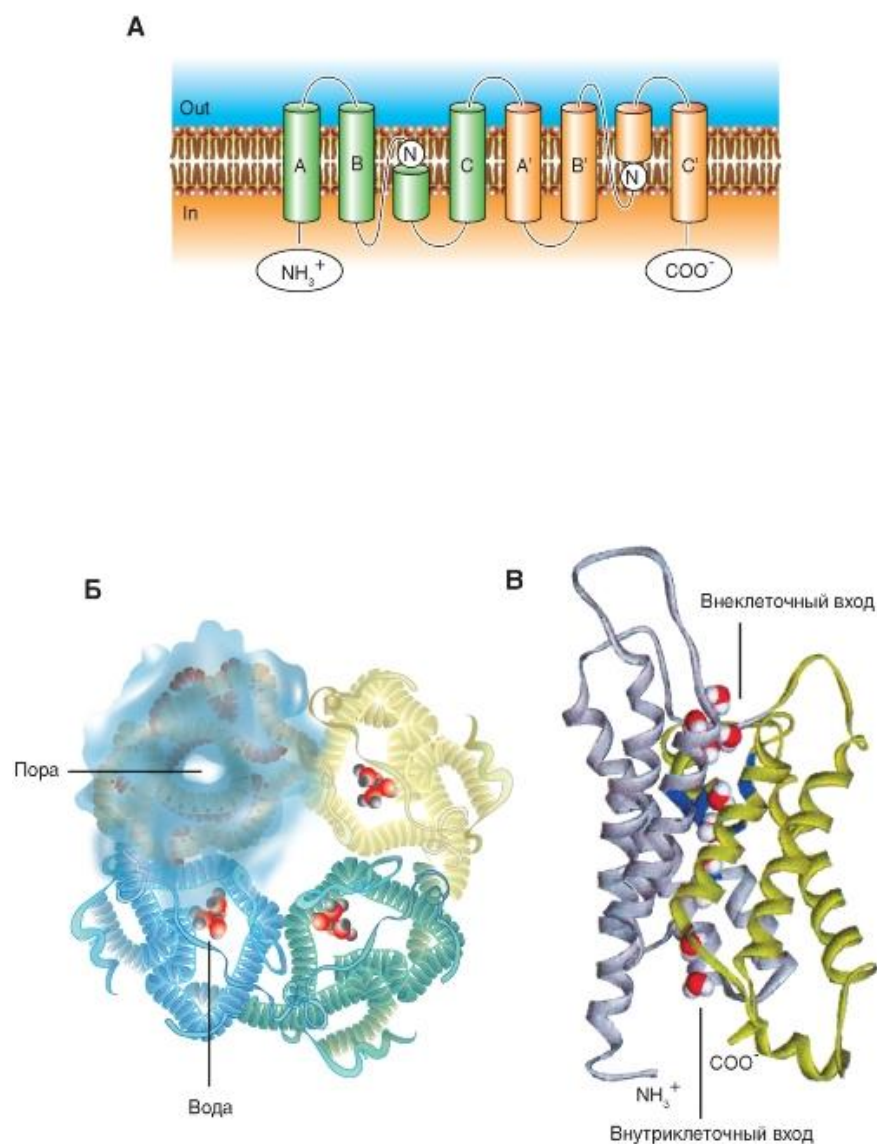 А
Out
A
B
N
C
A'
B'
N
C'
In
NH₃⁺
COO⁻
Б
В
Внеклеточный вход
Пора
Вода
COO⁻
NH₃⁺
Внутриклеточный вход